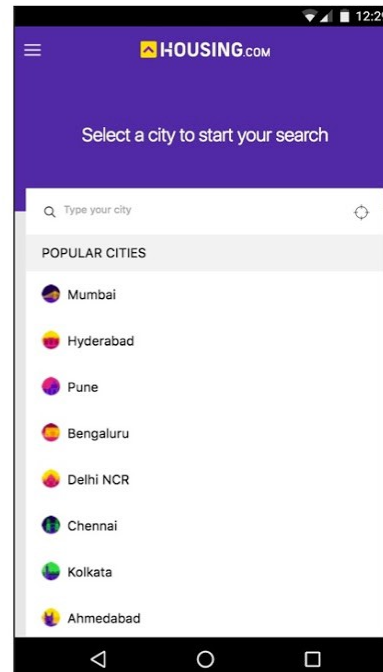 12:29
HOUSING.COM
Select a city to start your search
Type your city
POPULAR CITIES
Mumbai
Hyderabad
Pune
Bengaluru
Delhi NCR
Chennai
Kolkata
Ahmedabad